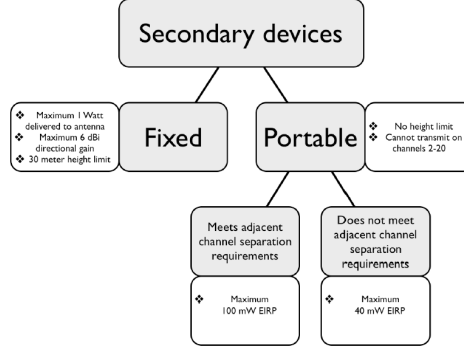 Secondary devices
❖ Maximum 1 Watt
delivered to antenna
❖ Maximum 6 dBi
directional gain
❖ 30 meter height limit
Fixed
Portable
❖ No height limit
❖ Cannot transmit on
channels 2-20
Meets adjacent
channel separation
requirements
Does not meet
adjacent channel
separation
requirements
❖ Maximum
100 mW EIRP
❖ Maximum
40 mW EIRP